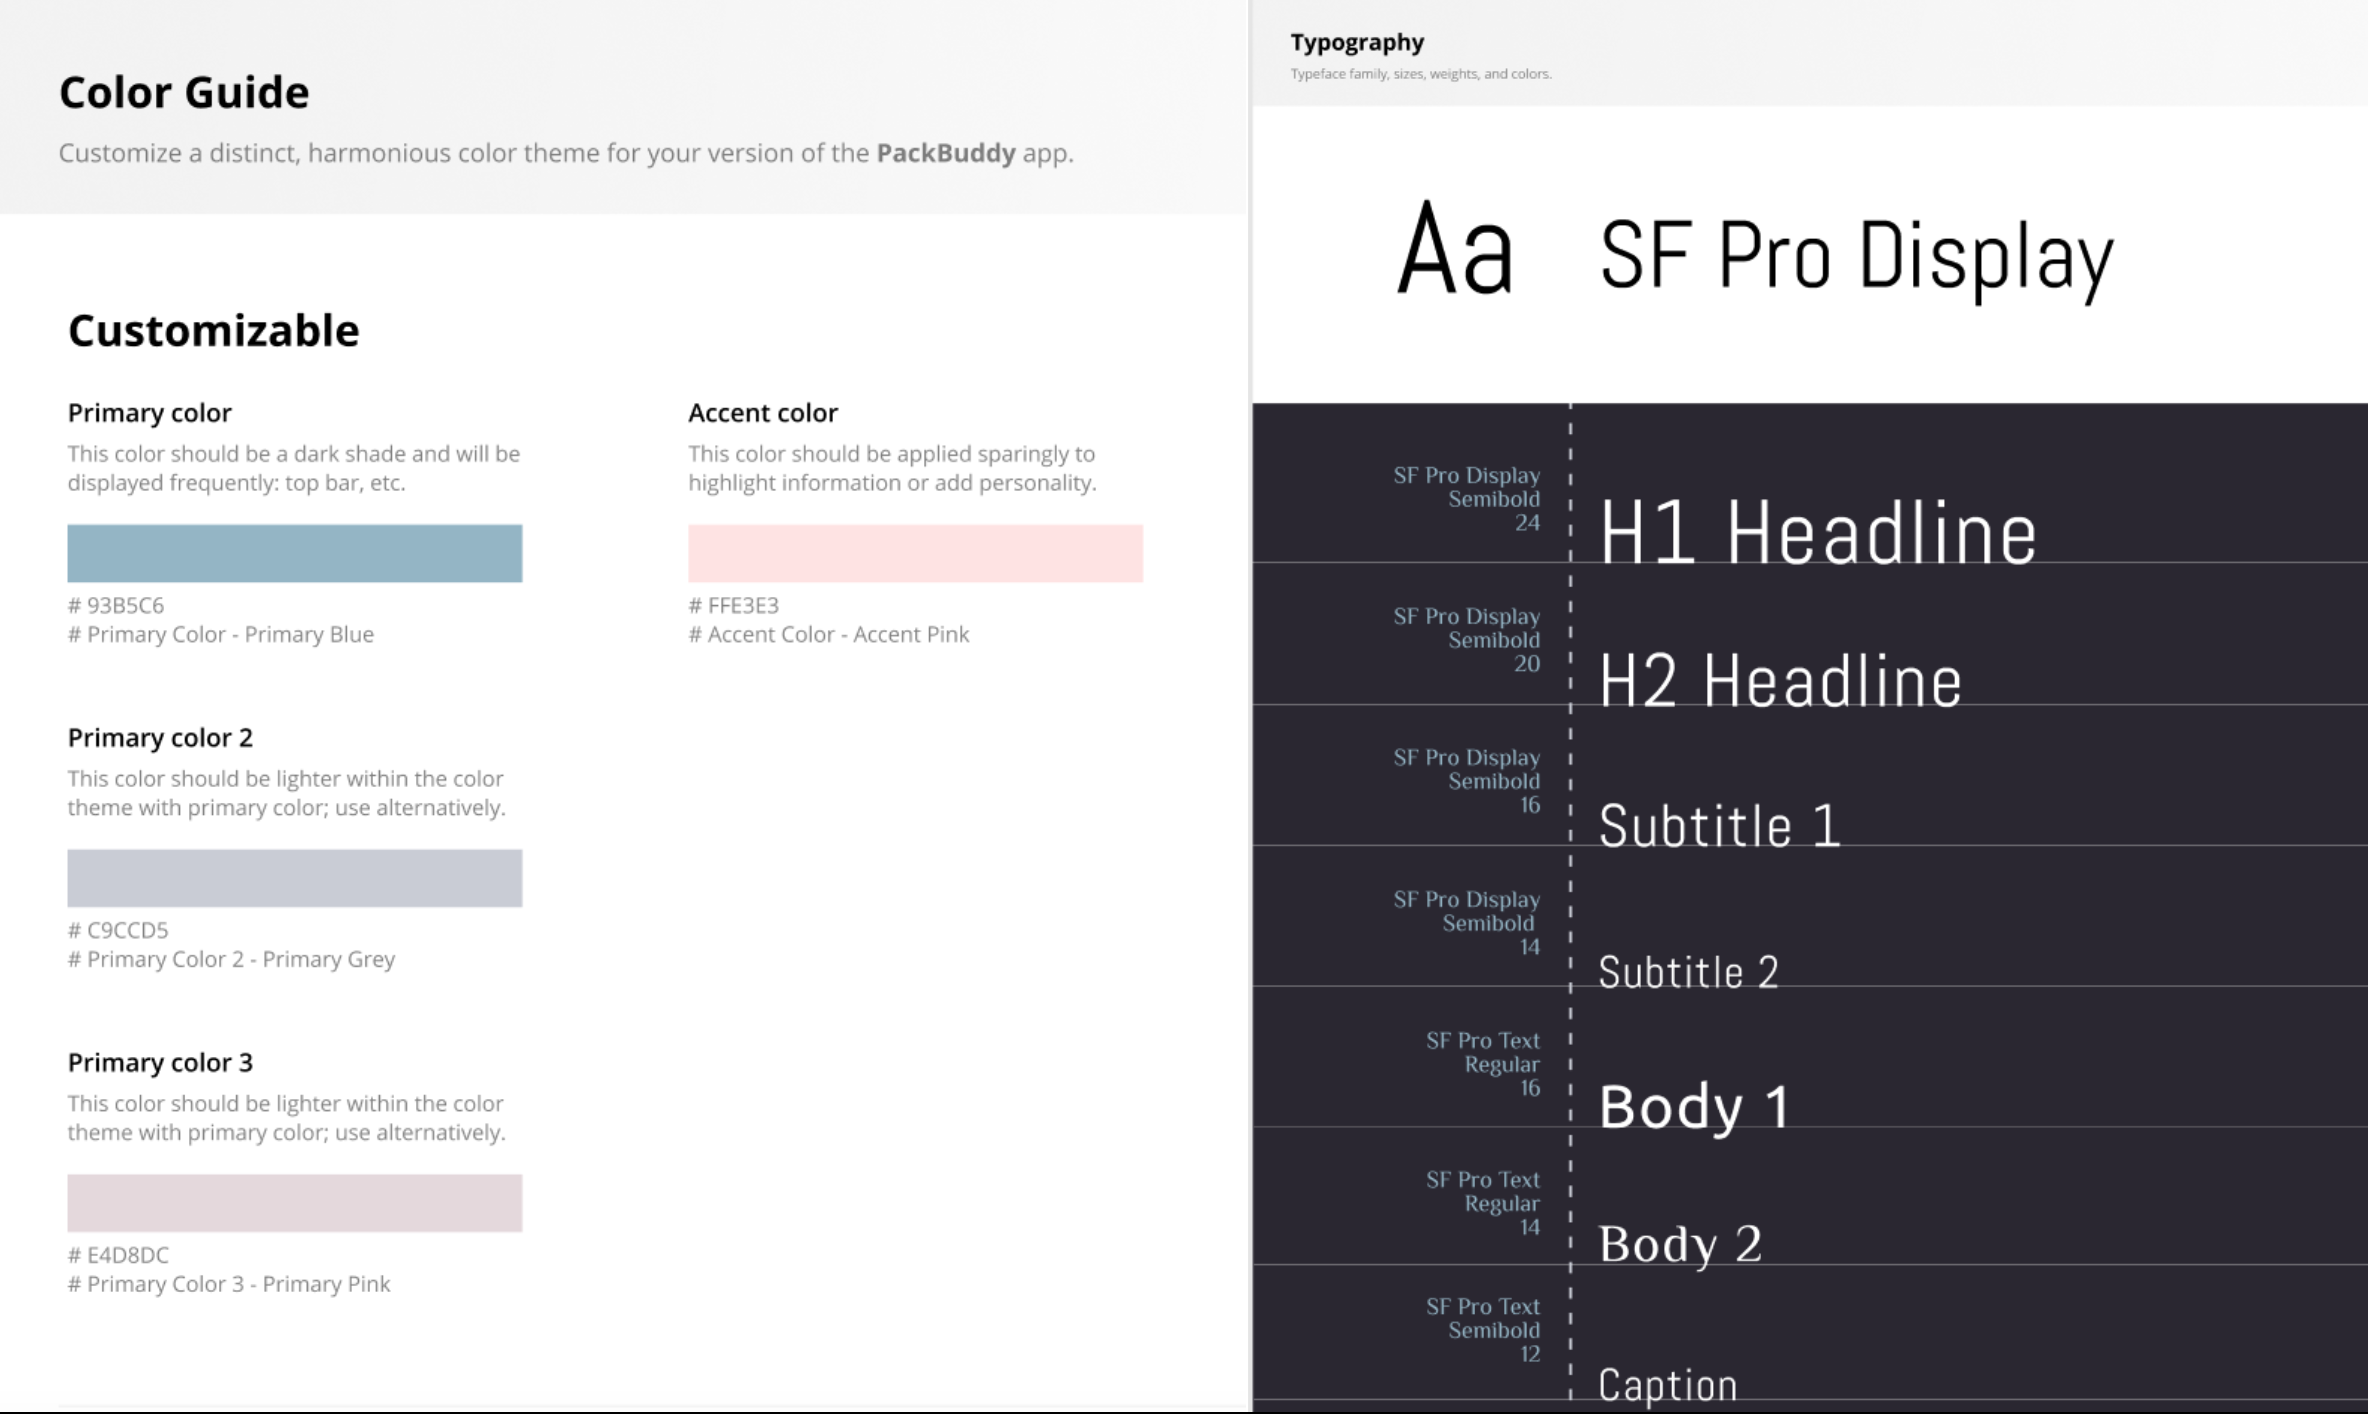 Color Guide
Customize a distinct, harmonious color theme for your version of the PackBuddy app.
Customizable
Primary color
This color should be a dark shade and will be
displayed frequently: top bar, etc.
# 93B5C6
# Primary Color - Primary Blue
Accent color
This color should be applied sparingly to
highlight information or add personality.
# FFE3E3
# Accent Color - Accent Pink
Primary color 2
This color should be lighter within the color
theme with primary color; use alternatively.
# C9CCD5
# Primary Color 2 - Primary Grey
Primary color 3
This color should be lighter within the color
theme with primary color; use alternatively.
# E4D8DC
# Primary Color 3 - Primary Pink
Typography
Typeface family, sizes, weights, and colors.
Aa SF Pro Display
SF Pro Display
Semibold
24
H1 Headline
SF Pro Display
Semibold
20
H2 Headline
SF Pro Display
Semibold
16
Subtitle 1
SF Pro Display
Semibold
14
Subtitle 2
SF Pro Text
Regular
16
Body 1
SF Pro Text
Regular
14
Body 2
SF Pro Text
Semibold
12
Caption